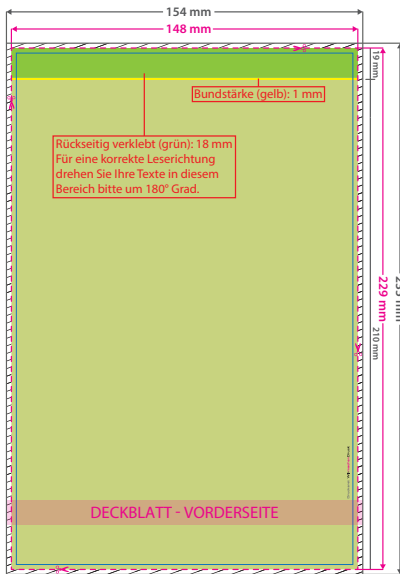 154 mm
148 mm
19 mm
Bundstärke (gelb): 1 mm
Rückseitig verklebt (grün): 18 mm
Für eine korrekte Leserichtung
drehen Sie Ihre Texte in diesem
Bereich bitte um 180° Grad.
229 mm
210 mm
DECKBLATT - VORDERSEITE